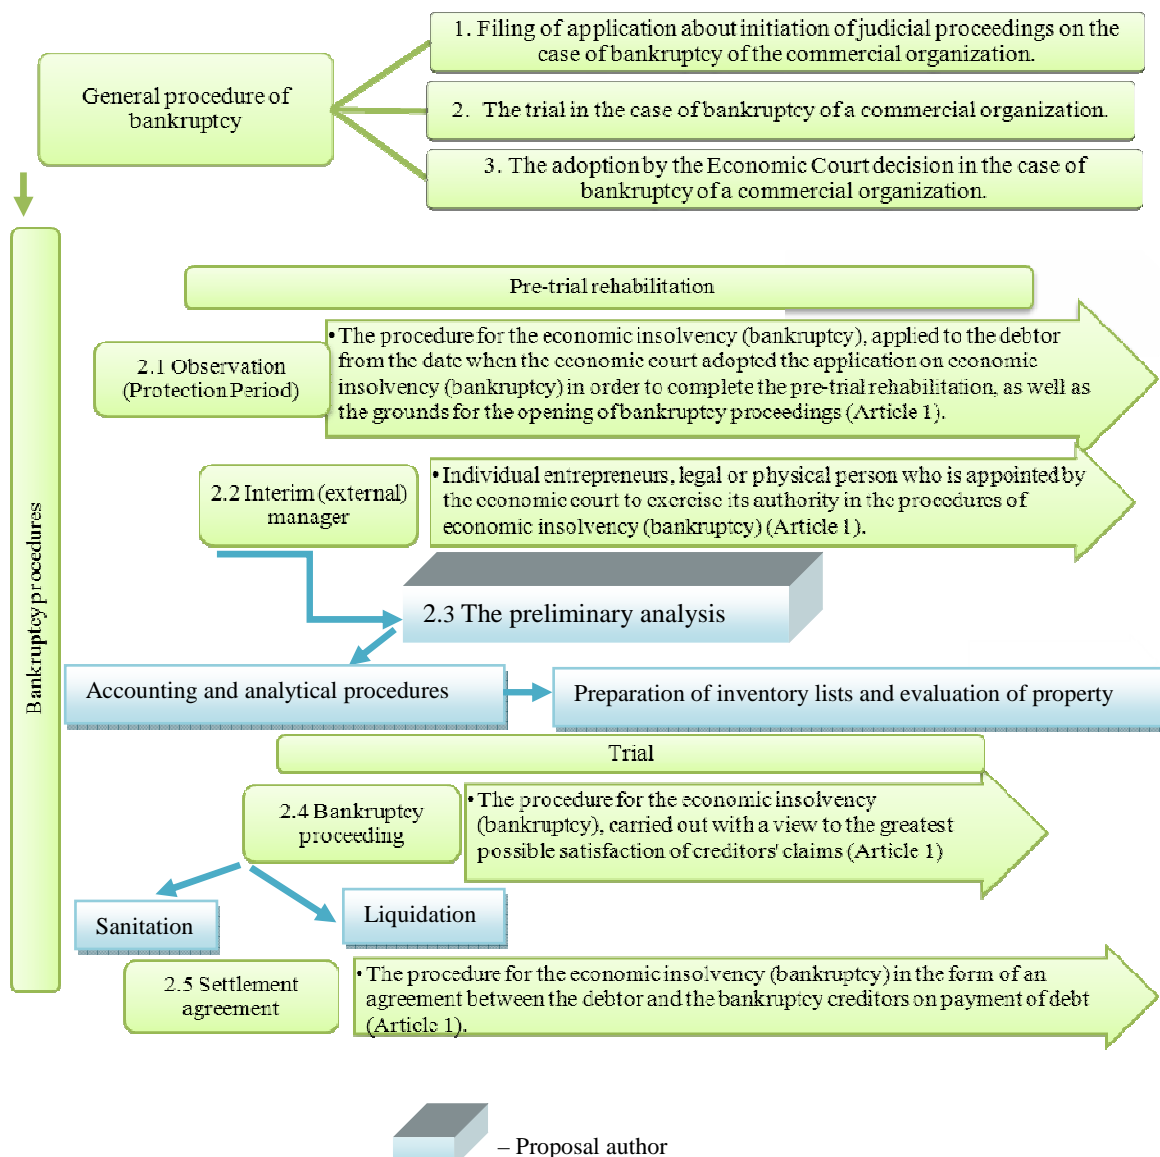 General procedure of
bankruptcy
1. Filing of application about initiation of judicial proceedings on the
case of bankruptcy of the commercial organization.
2. The trial in the case of bankruptcy of a commercial organization.
3. The adoption by the Economic Court decision in the case of
bankruptcy of a commercial organization.
Bankruptcy procedures
Pre-trial rehabilitation
2.1 Observation
(Protection Period)
• The procedure for the economic insolvency (bankruptcy), applied to the debtor
from the date when the economic court adopted the application on economic
insolvency (bankruptcy) in order to complete the pre-trial rehabilitation, as well as
the grounds for the opening of bankruptcy proceedings (Article 1).
2.2 Interim (external)
manager
• Individual entrepreneurs, legal or physical person who is appointed by
the economic court to exercise its authority in the procedures of
economic insolvency (bankruptcy) (Article 1).
2.3 The preliminary analysis
Accounting and analytical procedures
Preparation of inventory lists and evaluation of property
Trial
2.4 Bankruptcy
proceeding
• The procedure for the economic insolvency
(bankruptcy), carried out with a view to the greatest
possible satisfaction of creditors' claims (Article 1)
Sanitation
Liquidation
2.5 Settlement
agreement
• The procedure for the economic insolvency (bankruptcy) in the form of an
agreement between the debtor and the bankruptcy creditors on payment of debt
(Article 1).
– Proposal author